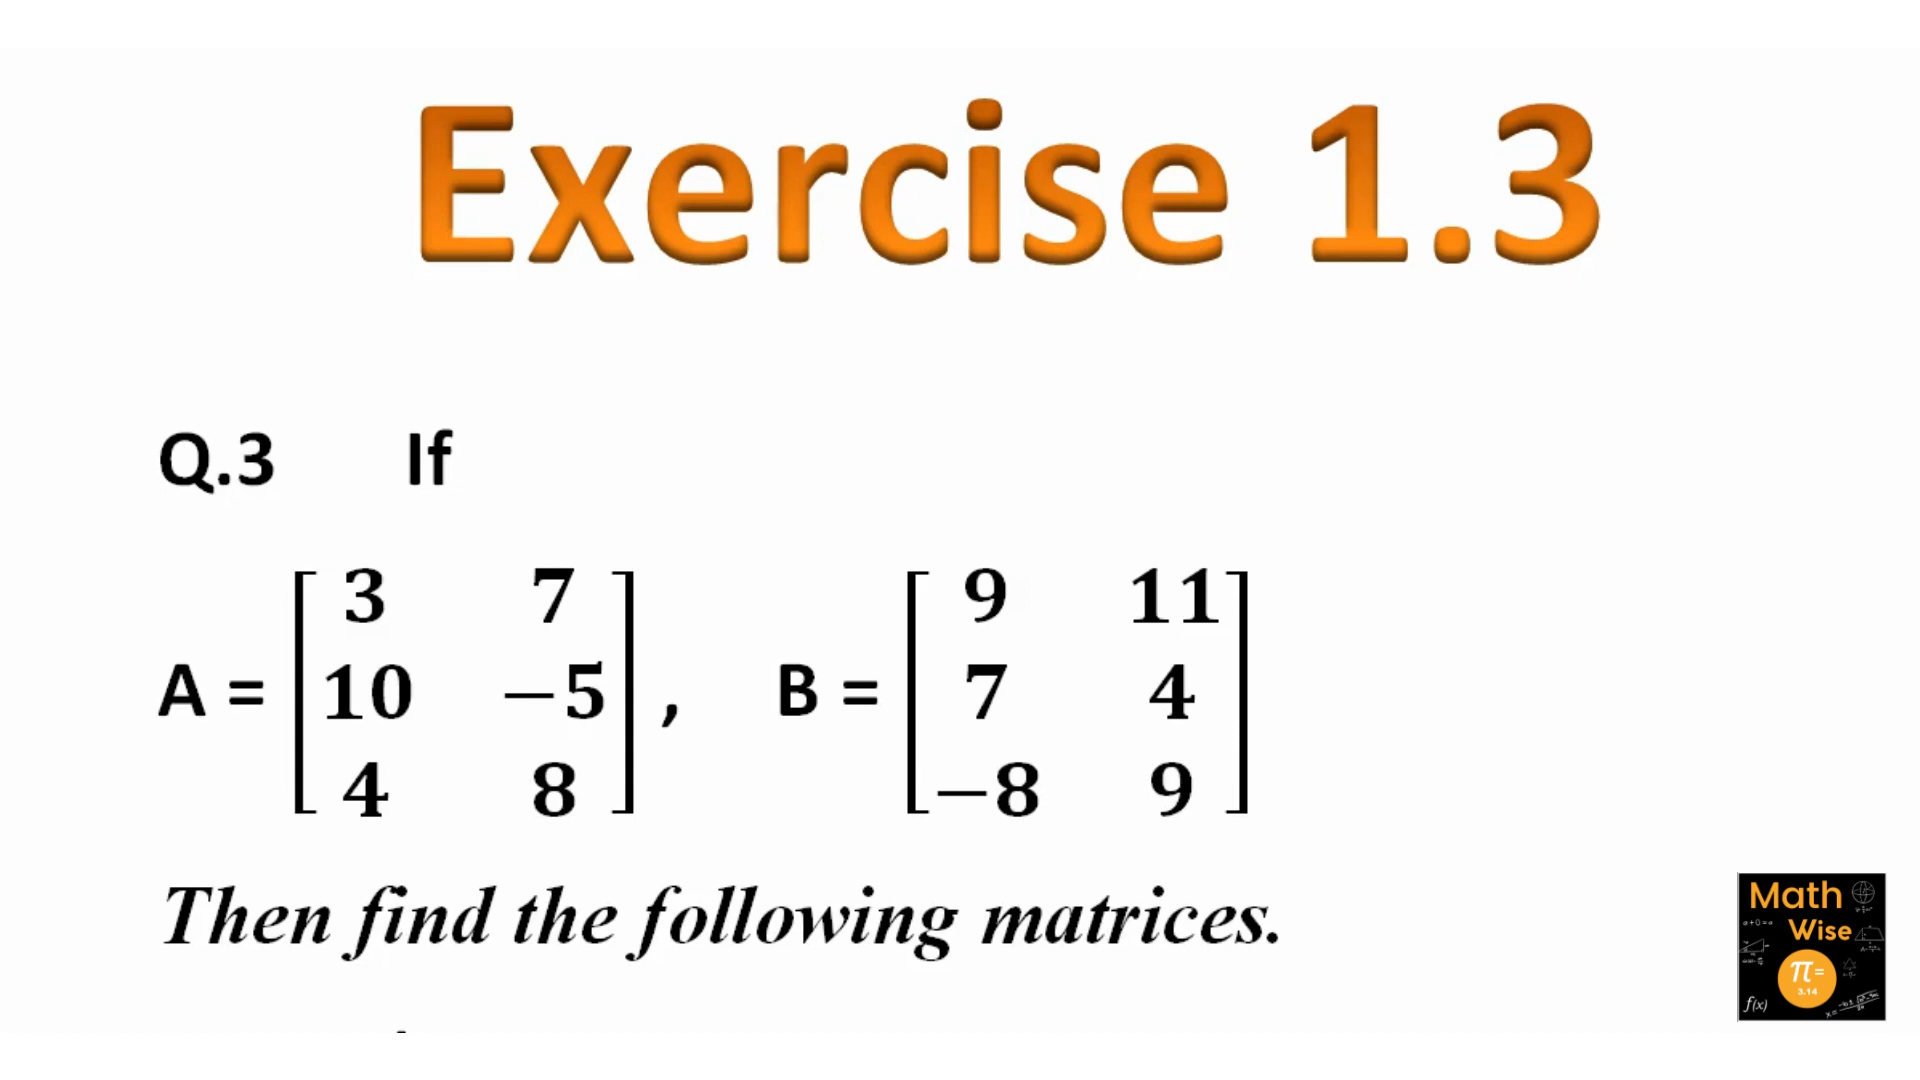 Exercise 1.3
Q.3 If
A = [3 7
10 −5
4 8] , B = [9 11
7 4
−8 9]
Then find the following matrices.
Math
Wise
π=
3.14
f(x)